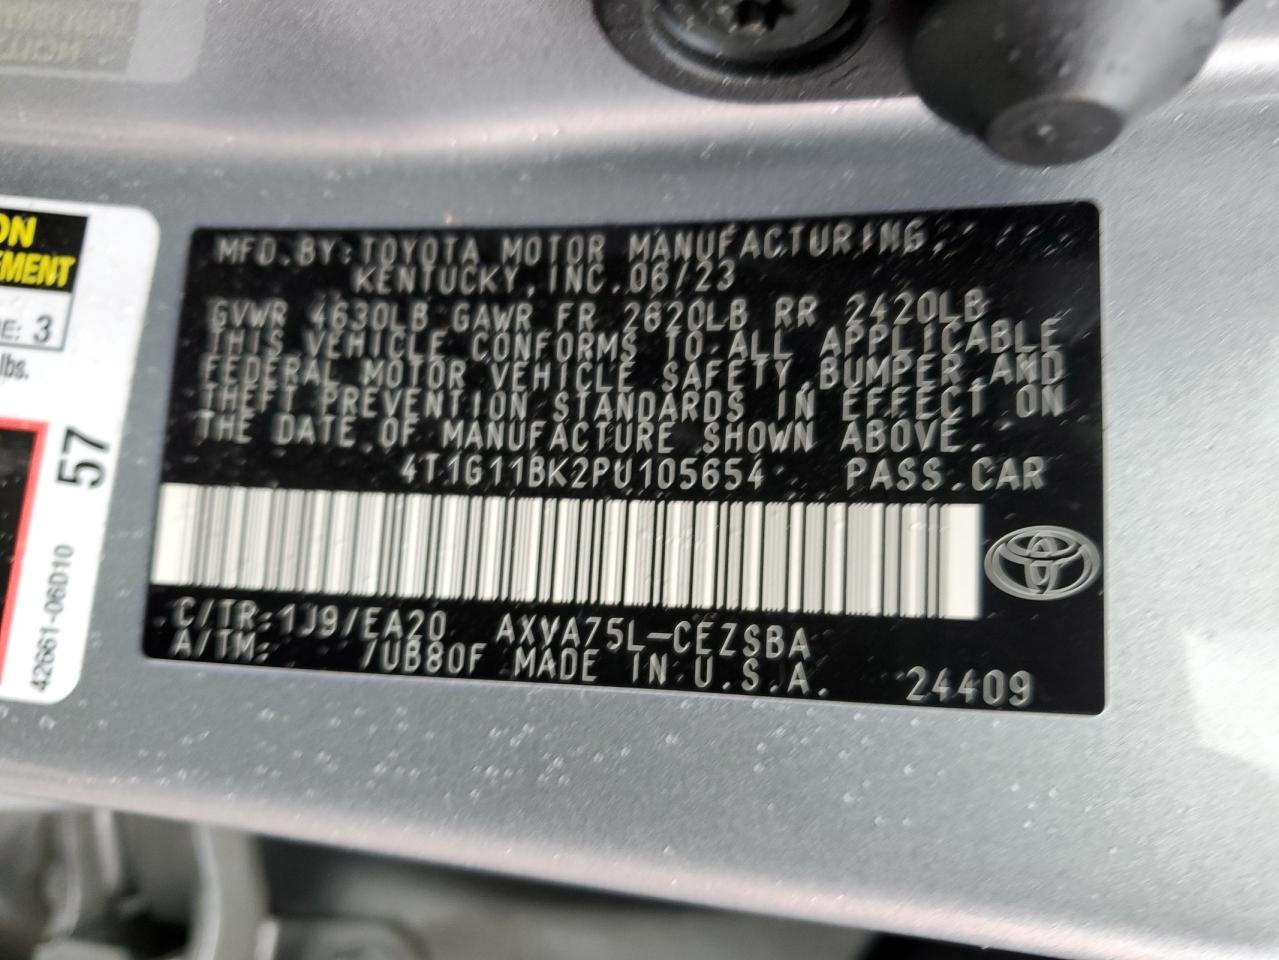 MFD. BY: TOYOTA MOTOR MANUFACTURING,
KENTUCKY, INC. 06/23
GVWR 4630LB GAWR FR 2620LB RR 2420LB
THIS VEHICLE CONFORMS TO ALL APPLICABLE
FEDERAL MOTOR VEHICLE SAFETY, BUMPER, AND
THEFT PREVENTION STANDARDS IN EFFECT ON
THE DATE OF MANUFACTURE SHOWN ABOVE.
4T1G11BK2PU105654 PASS. CAR
C/TR: 1J9/EA20 AXVA75L-CEZSBA
A/TM: /UB80F MADE IN U.S.A. 24409
ON
EMENT
E: 3
lbs.
57
42661-06D10